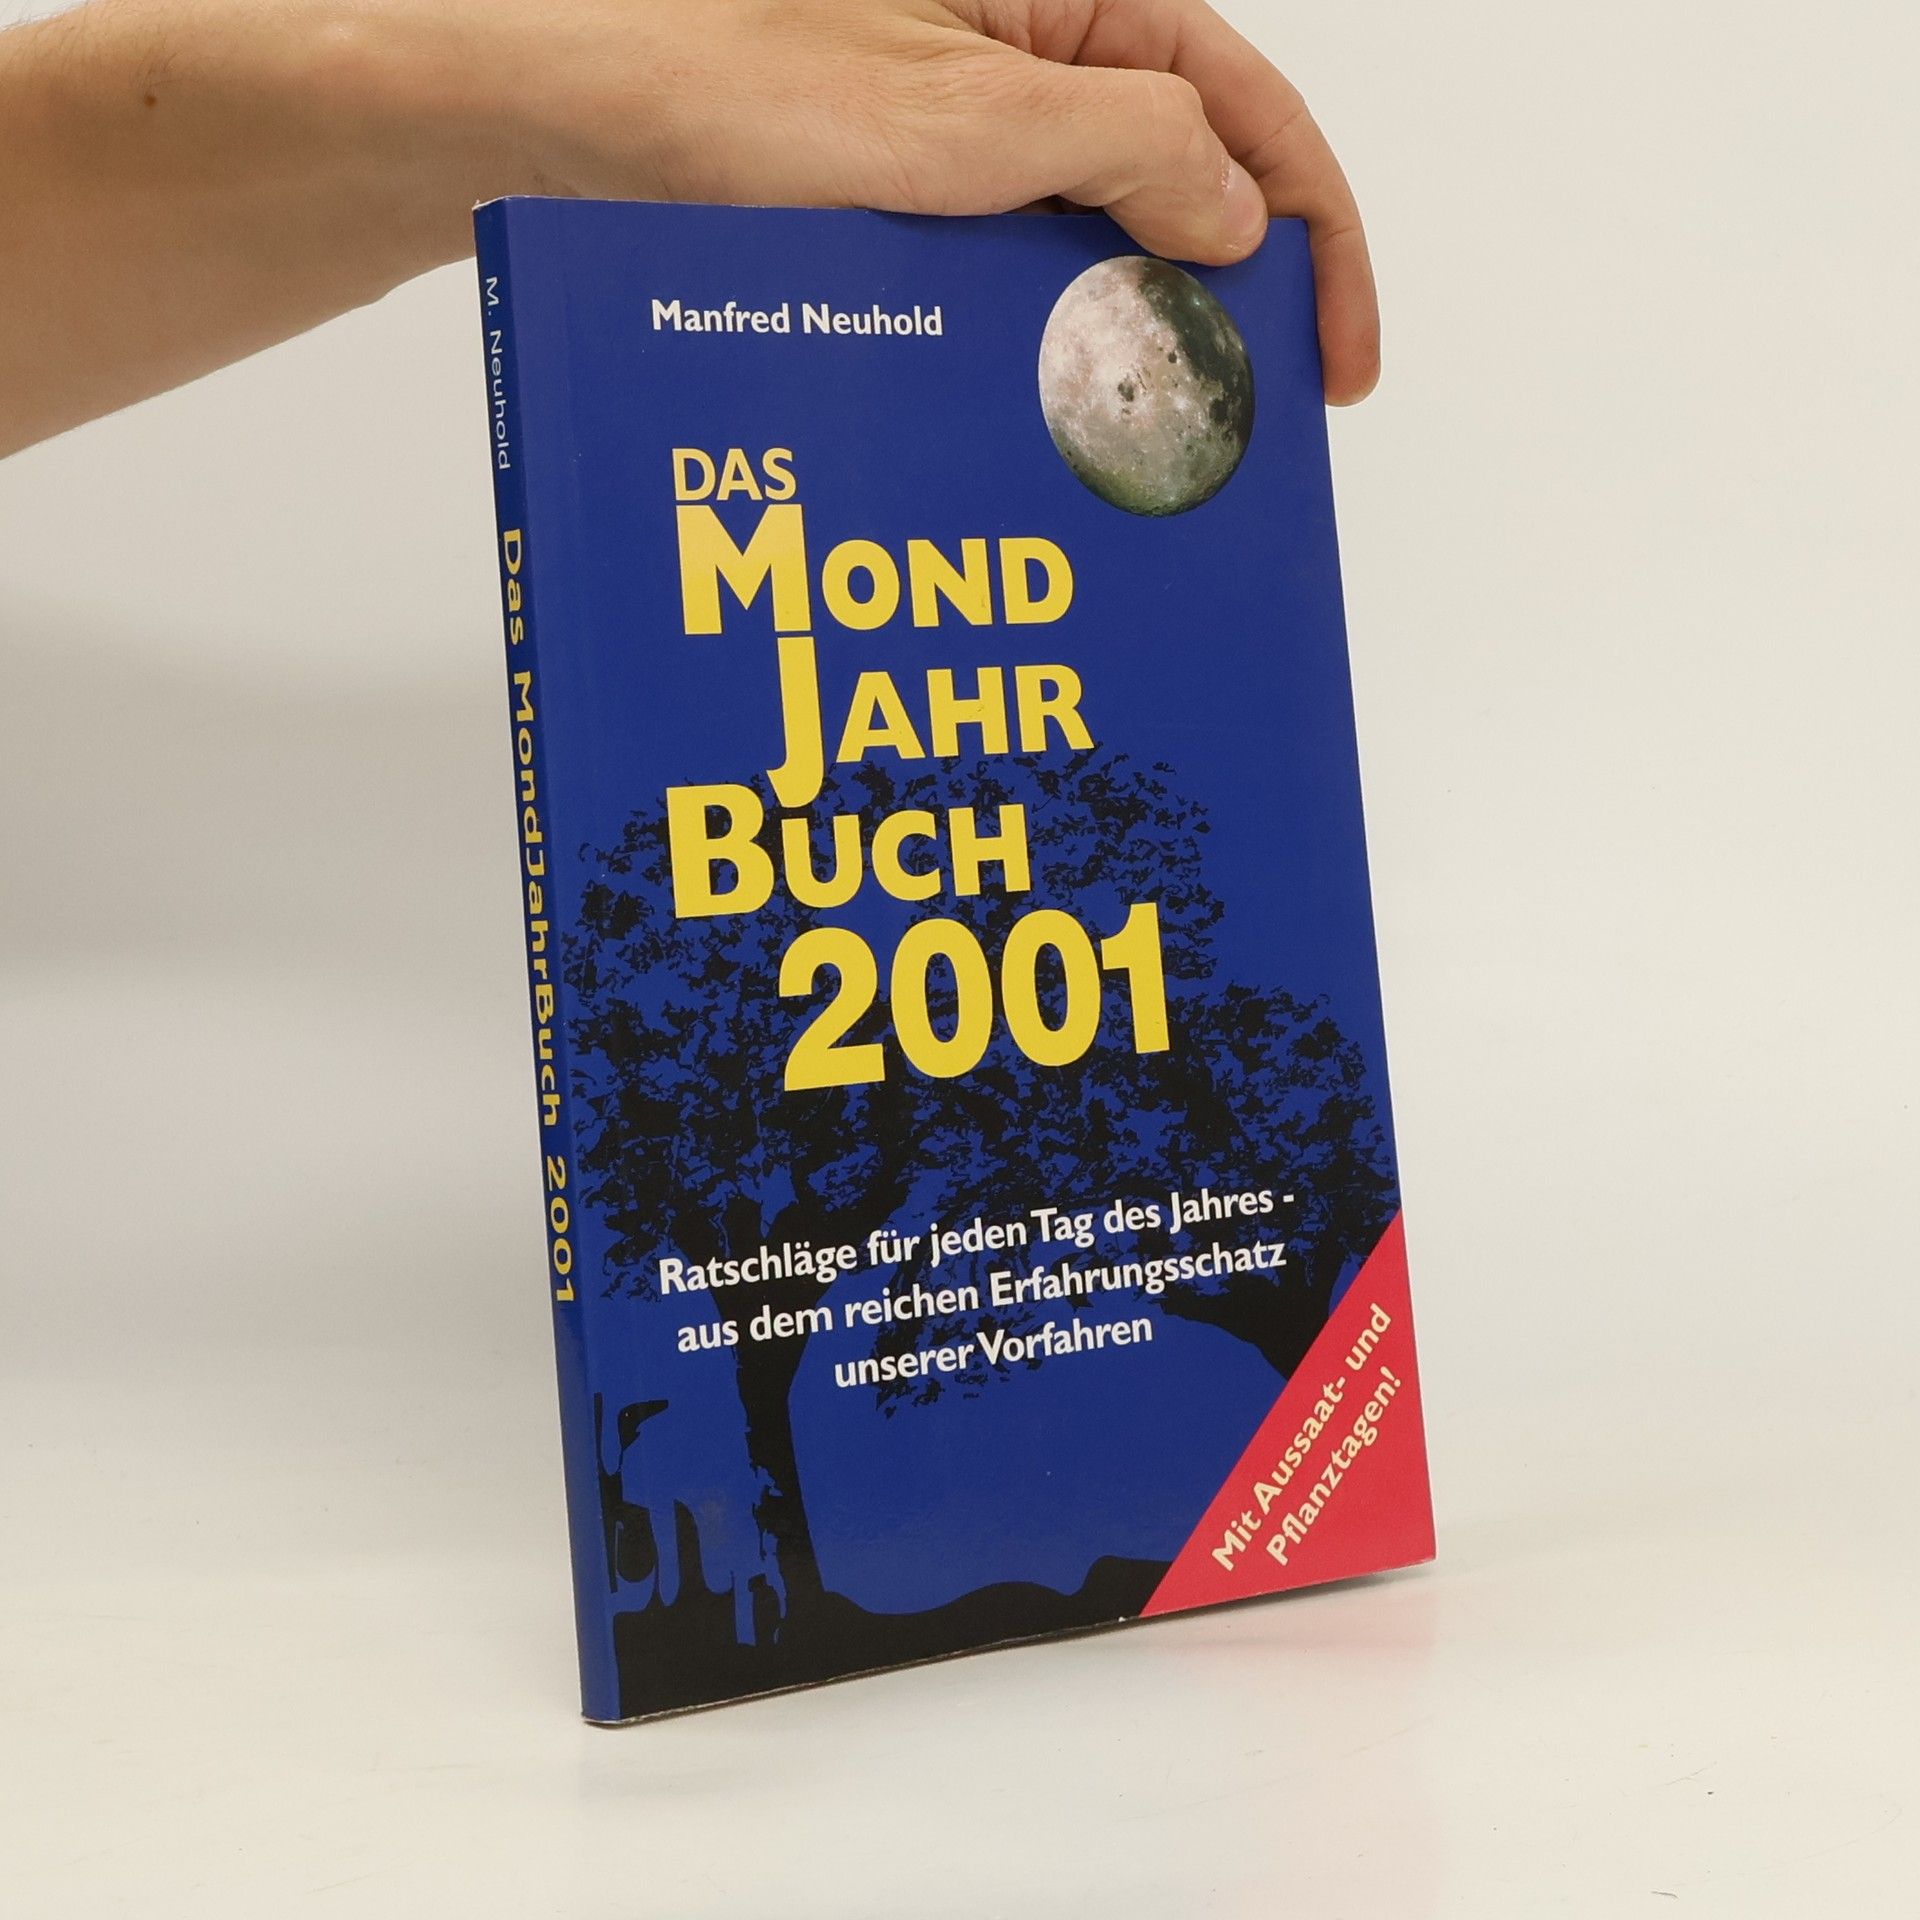 Manfred Neuhold
DAS
MOND
JAHR
BUCH
2001
Ratschläge für jeden Tag des Jahres -
aus dem reichen Erfahrungsschatz
unserer Vorfahren
Mit Aussaat- und
Pflanztagen!
M. Neuhold Das MondJahrBuch 2001